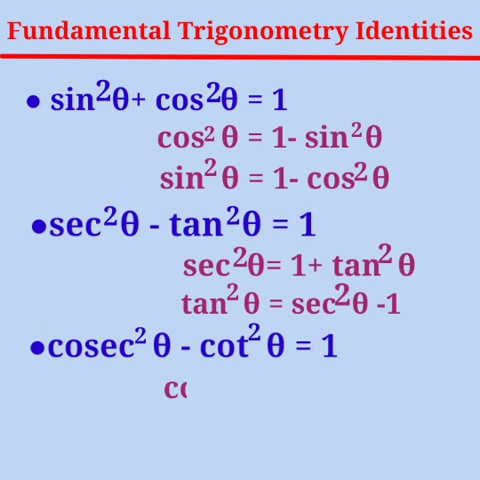 Fundamental Trigonometry Identities
• sin²θ+ cos²θ = 1
cos² θ = 1- sin²θ
sin²θ = 1- cos²θ
•sec²θ - tan²θ = 1
sec²θ= 1+ tan²θ
tan²θ = sec²θ -1
•cosec² θ - cot² θ = 1